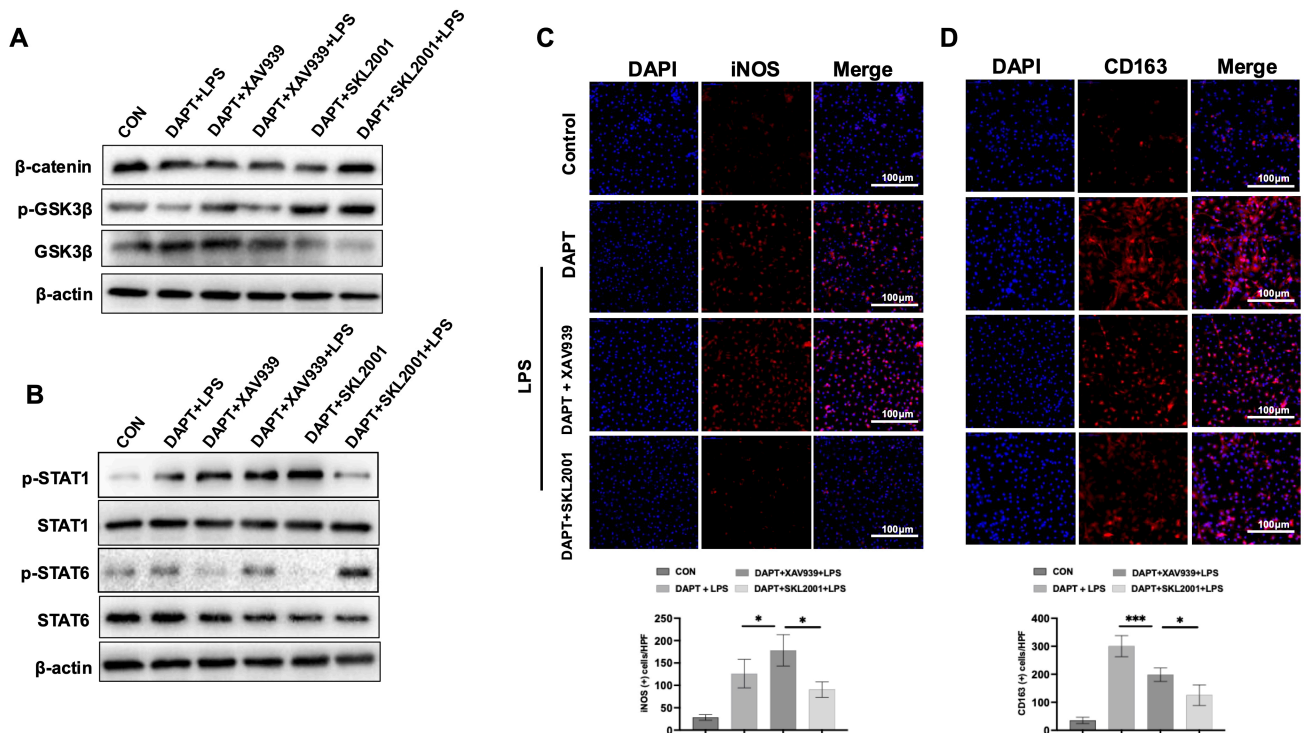 A
CON
DAPT+LPS
DAPT+XAV939
DAPT+XAV939+LPS
DAPT+SKL2001
DAPT+SKL2001+LPS
β-catenin
p-GSK3β
GSK3β
β-actin
B
CON
DAPT+LPS
DAPT+XAV939
DAPT+XAV939+LPS
DAPT+SKL2001
DAPT+SKL2001+LPS
p-STAT1
STAT1
p-STAT6
STAT6
β-actin
C
DAPI iNOS Merge
Control
100μm
LPS
DAPT
100μm
DAPT + XAV939
100μm
DAPT+SKL2001
100μm
CON DAPT+XAV939+LPS
DAPT + LPS DAPT+SKL2001+LPS
iNOS (+) cells/HPF
250
200
150
100
50
0
* *
D
DAPI CD163 Merge
100μm
100μm
100μm
100μm
CON DAPT+XAV939+LPS
DAPT + LPS DAPT+SKL2001+LPS
CD163 (+) cells/HPF
400
300
200
100
0
*** *